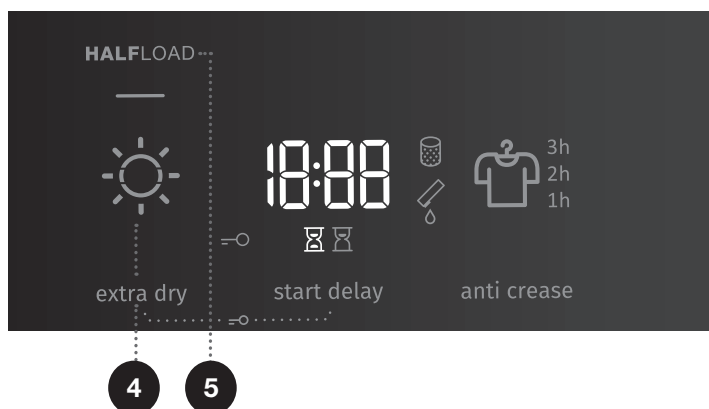 HALFLOAD
18:88
3h
2h
1h
extra dry
start delay
anti crease
4
5